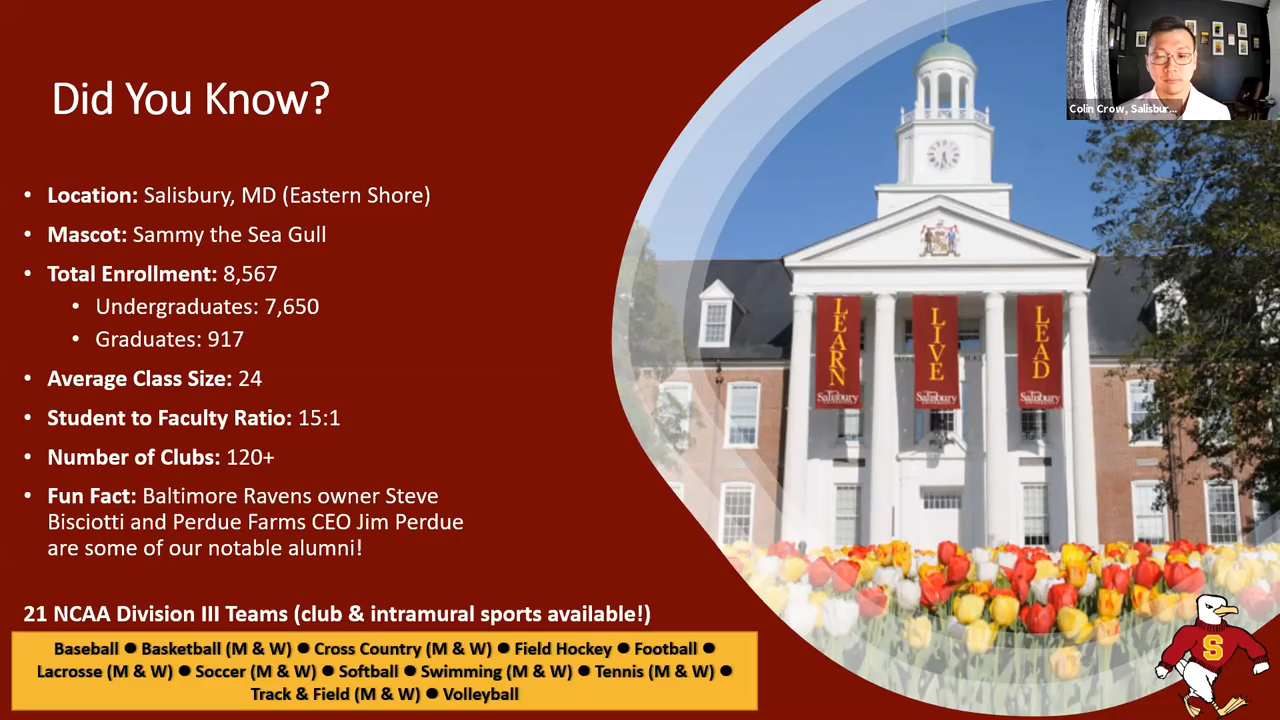 Did You Know?
• Location: Salisbury, MD (Eastern Shore)
• Mascot: Sammy the Sea Gull
• Total Enrollment: 8,567
• Undergraduates: 7,650
• Graduates: 917
• Average Class Size: 24
• Student to Faculty Ratio: 15:1
• Number of Clubs: 120+
• Fun Fact: Baltimore Ravens owner Steve
Bisciotti and Perdue Farms CEO Jim Perdue
are some of our notable alumni!
21 NCAA Division III Teams (club & intramural sports available!)
Baseball ● Basketball (M & W) ● Cross Country (M & W) ● Field Hockey ● Football ●
Lacrosse (M & W) ● Soccer (M & W) ● Softball ● Swimming (M & W) ● Tennis (M & W) ●
Track & Field (M & W) ● Volleyball
Colin Crow, Salisbur...
LEARN
Salisbury
LIVE
Salisbury
LEAD
Salisbury
S